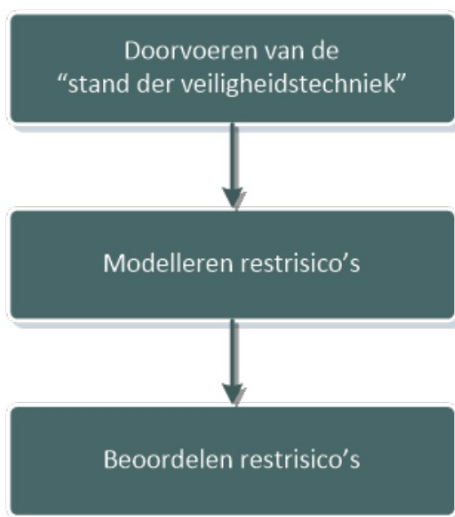 Doorvoeren van de
“stand der veiligheidstechniek”
Modelleren restrisico’s
Beoordelen restrisico’s